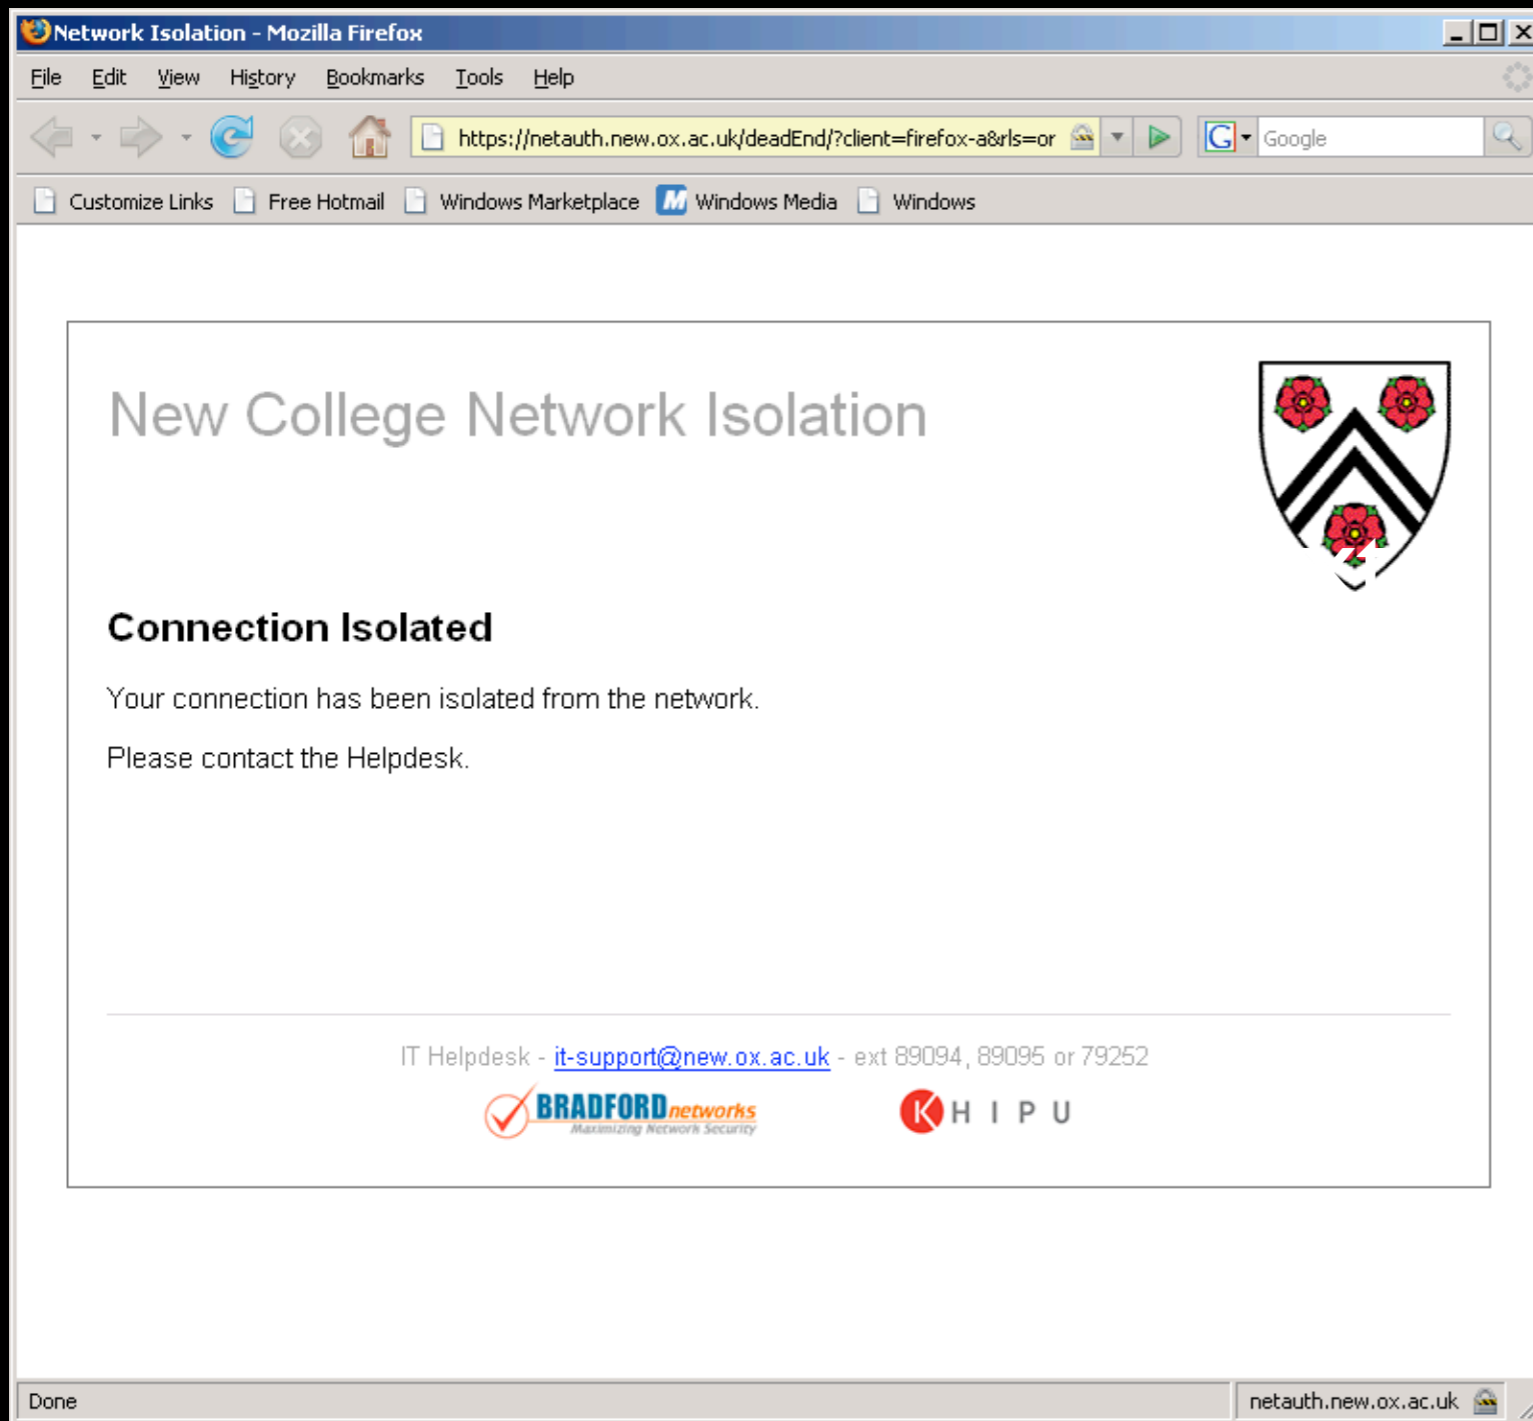 Network Isolation - Mozilla Firefox
File Edit View History Bookmarks Tools Help
https://netauth.new.ox.ac.uk/deadEnd/?client=firefox-a&rls=or G Google
Customize Links Free Hotmail Windows Marketplace M Windows Media Windows
New College Network Isolation
Connection Isolated
Your connection has been isolated from the network.
Please contact the Helpdesk.
IT Helpdesk - it-support@new.ox.ac.uk - ext 89094, 89095 or 79252
BRADFORD networks
Maximizing Network Security
KHIPU
Done netauth.new.ox.ac.uk